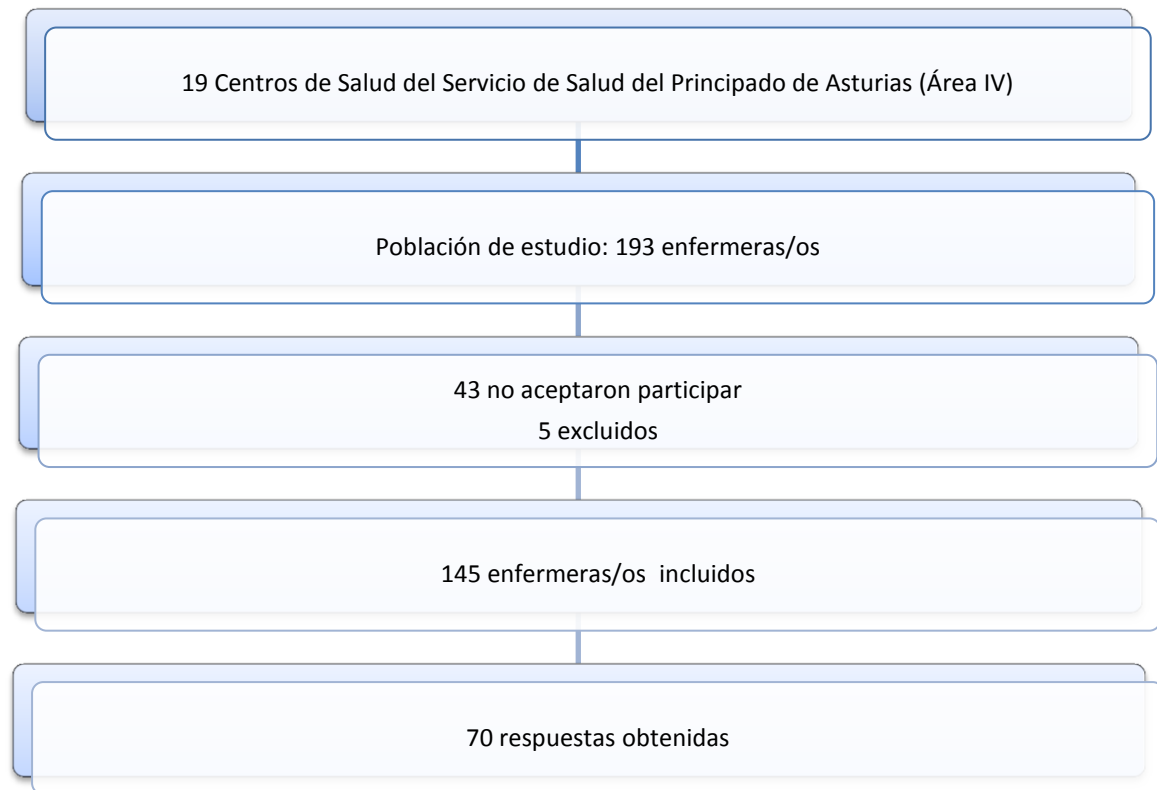 19 Centros de Salud del Servicio de Salud del Principado de Asturias (Área IV)
Población de estudio: 193 enfermeras/os
43 no aceptaron participar
5 excluidos
145 enfermeras/os  incluidos
70 respuestas obtenidas